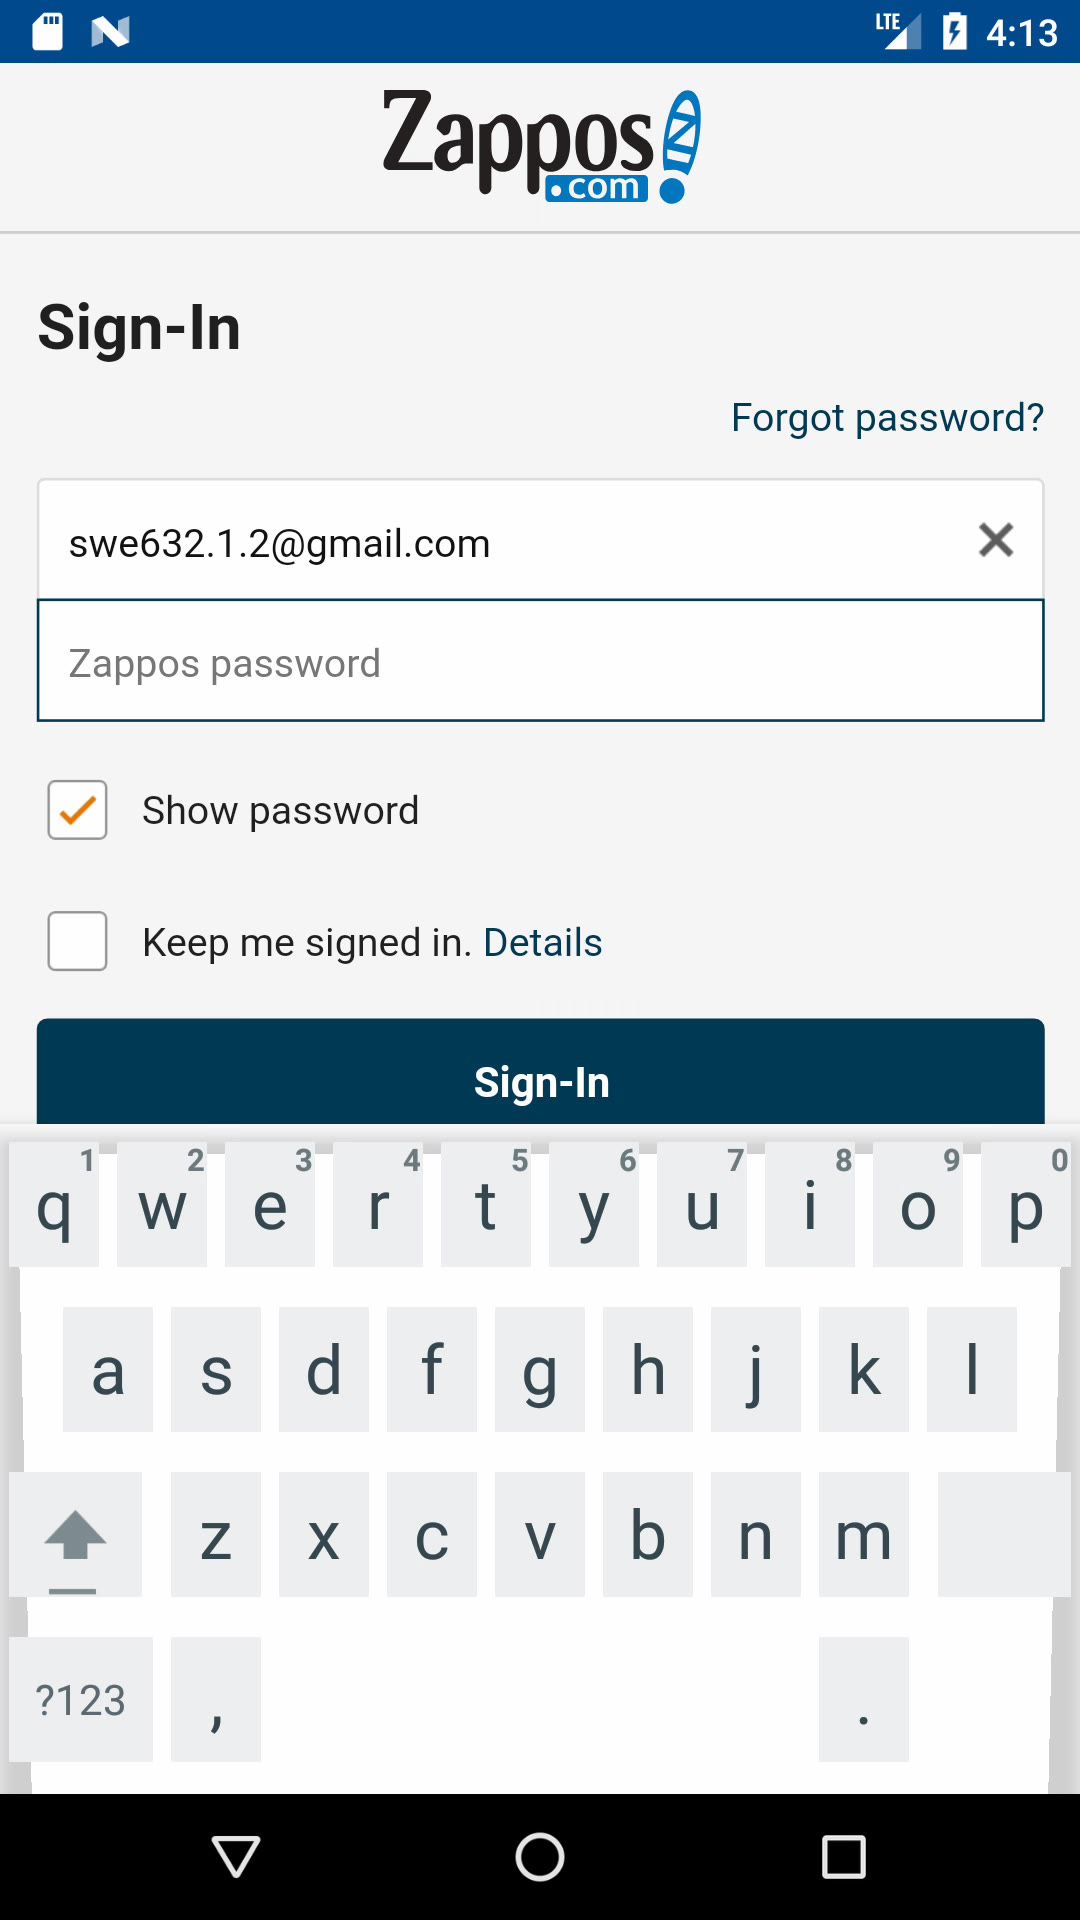 LTE 4:13
Zappos
.com
Sign-In
Forgot password?
swe632.1.2@gmail.com
Zappos password
Show password
Keep me signed in. Details
Sign-In
1 2 3 4 5 6 7 8 9 0
q w e r t y u i o p
a s d f g h j k l
z x c v b n m
?123 , .